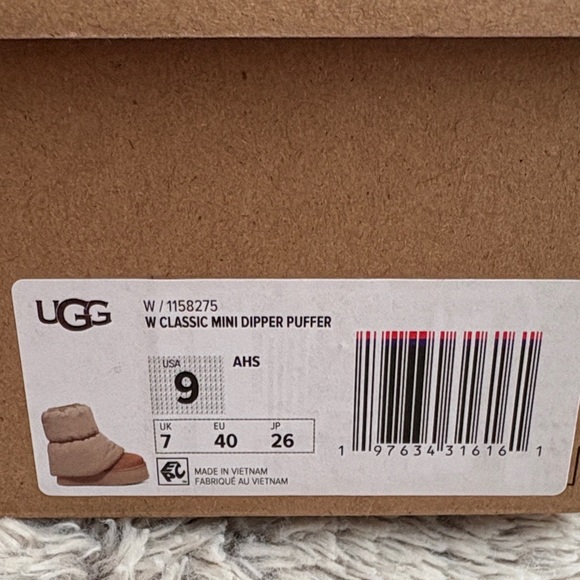 UGG
W / 1158275
W CLASSIC MINI DIPPER PUFFER
USA
9
AHS
UK EU JP
7 40 26
MADE IN VIETNAM
FABRIQUÉ AU VIETNAM
1 97634 31616 1